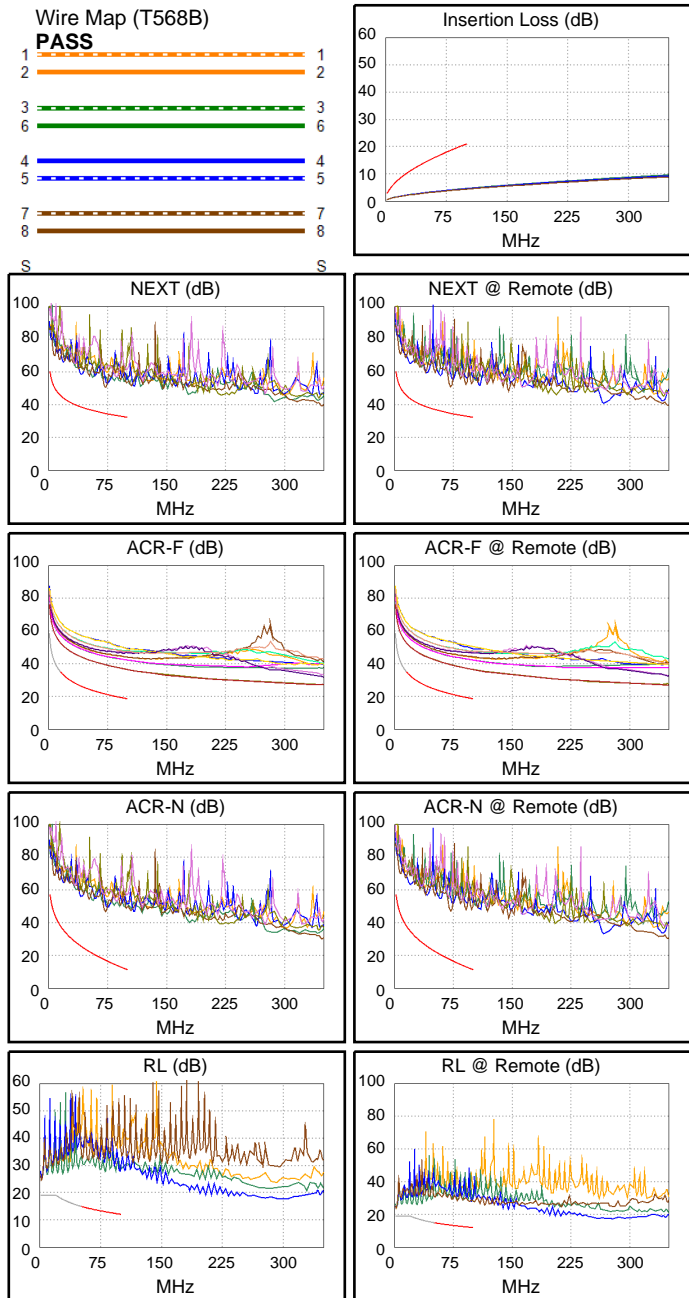 Wire Map (T568B)
PASS
1 1
2 2
3 3
6 6
4 4
5 5
7 7
8 8
S S
Insertion Loss (dB)
60
50
40
30
20
10
0
0 75 150 225 300
MHz
NEXT (dB)
100
80
60
40
20
0
0 75 150 225 300
MHz
NEXT @ Remote (dB)
100
80
60
40
20
0
0 75 150 225 300
MHz
ACR-F (dB)
100
80
60
40
20
0
0 75 150 225 300
MHz
ACR-F @ Remote (dB)
100
80
60
40
20
0
0 75 150 225 300
MHz
ACR-N (dB)
100
80
60
40
20
0
0 75 150 225 300
MHz
ACR-N @ Remote (dB)
100
80
60
40
20
0
0 75 150 225 300
MHz
RL (dB)
60
50
40
30
20
10
0
0 75 150 225 300
MHz
RL @ Remote (dB)
100
80
60
40
20
0
0 75 150 225 300
MHz